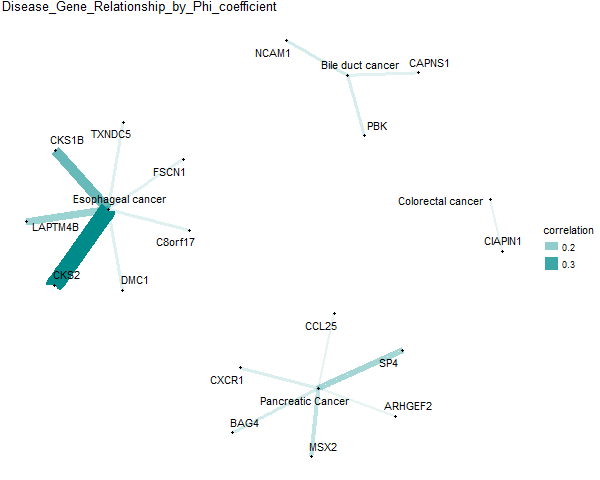 Disease_Gene_Relationship_by_Phi_coefficient
NCAM1
Bile duct cancer
CAPNS1
PBK
TXNDC5
CKS1B
FSCN1
Esophageal cancer
LAPTM4B
C8orf17
CKS2
DMC1
Colorectal cancer
CIAPIN1
correlation
0.2
0.3
CCL25
SP4
CXCR1
Pancreatic Cancer
ARHGEF2
BAG4
MSX2